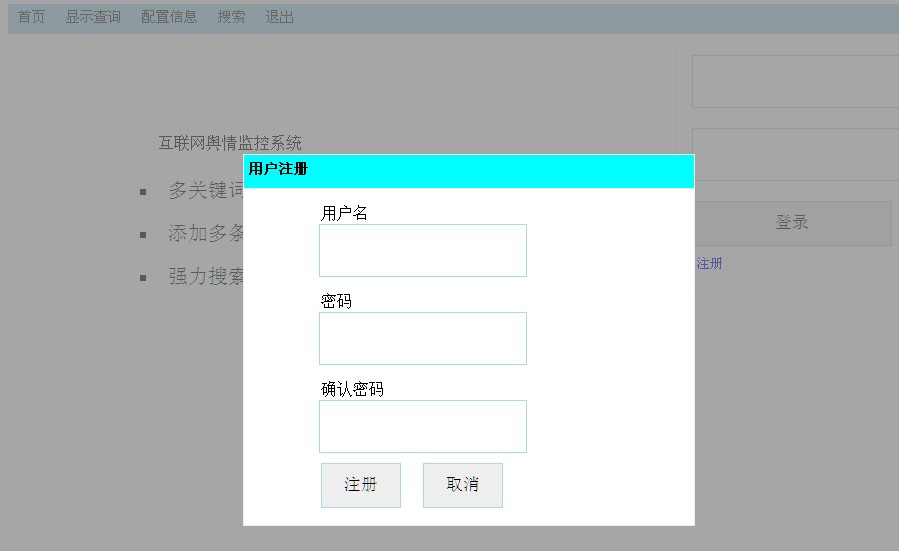 首页 显示查询 配置信息 搜索 退出
互联网舆情监控系统
多关键词
添加多条
强力搜索
登录
注册
用户注册
用户名
密码
确认密码
注册 取消